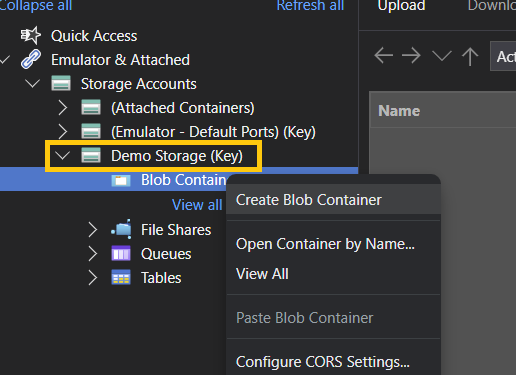 Collapse all
Refresh all
Quick Access
Emulator & Attached
Storage Accounts
(Attached Containers)
(Emulator - Default Ports) (Key)
Demo Storage (Key)
Blob Contain
View all
File Shares
Queues
Tables
Upload
Downlo
Act
Name
Create Blob Container
Open Container by Name...
View All
Paste Blob Container
Configure CORS Settings...